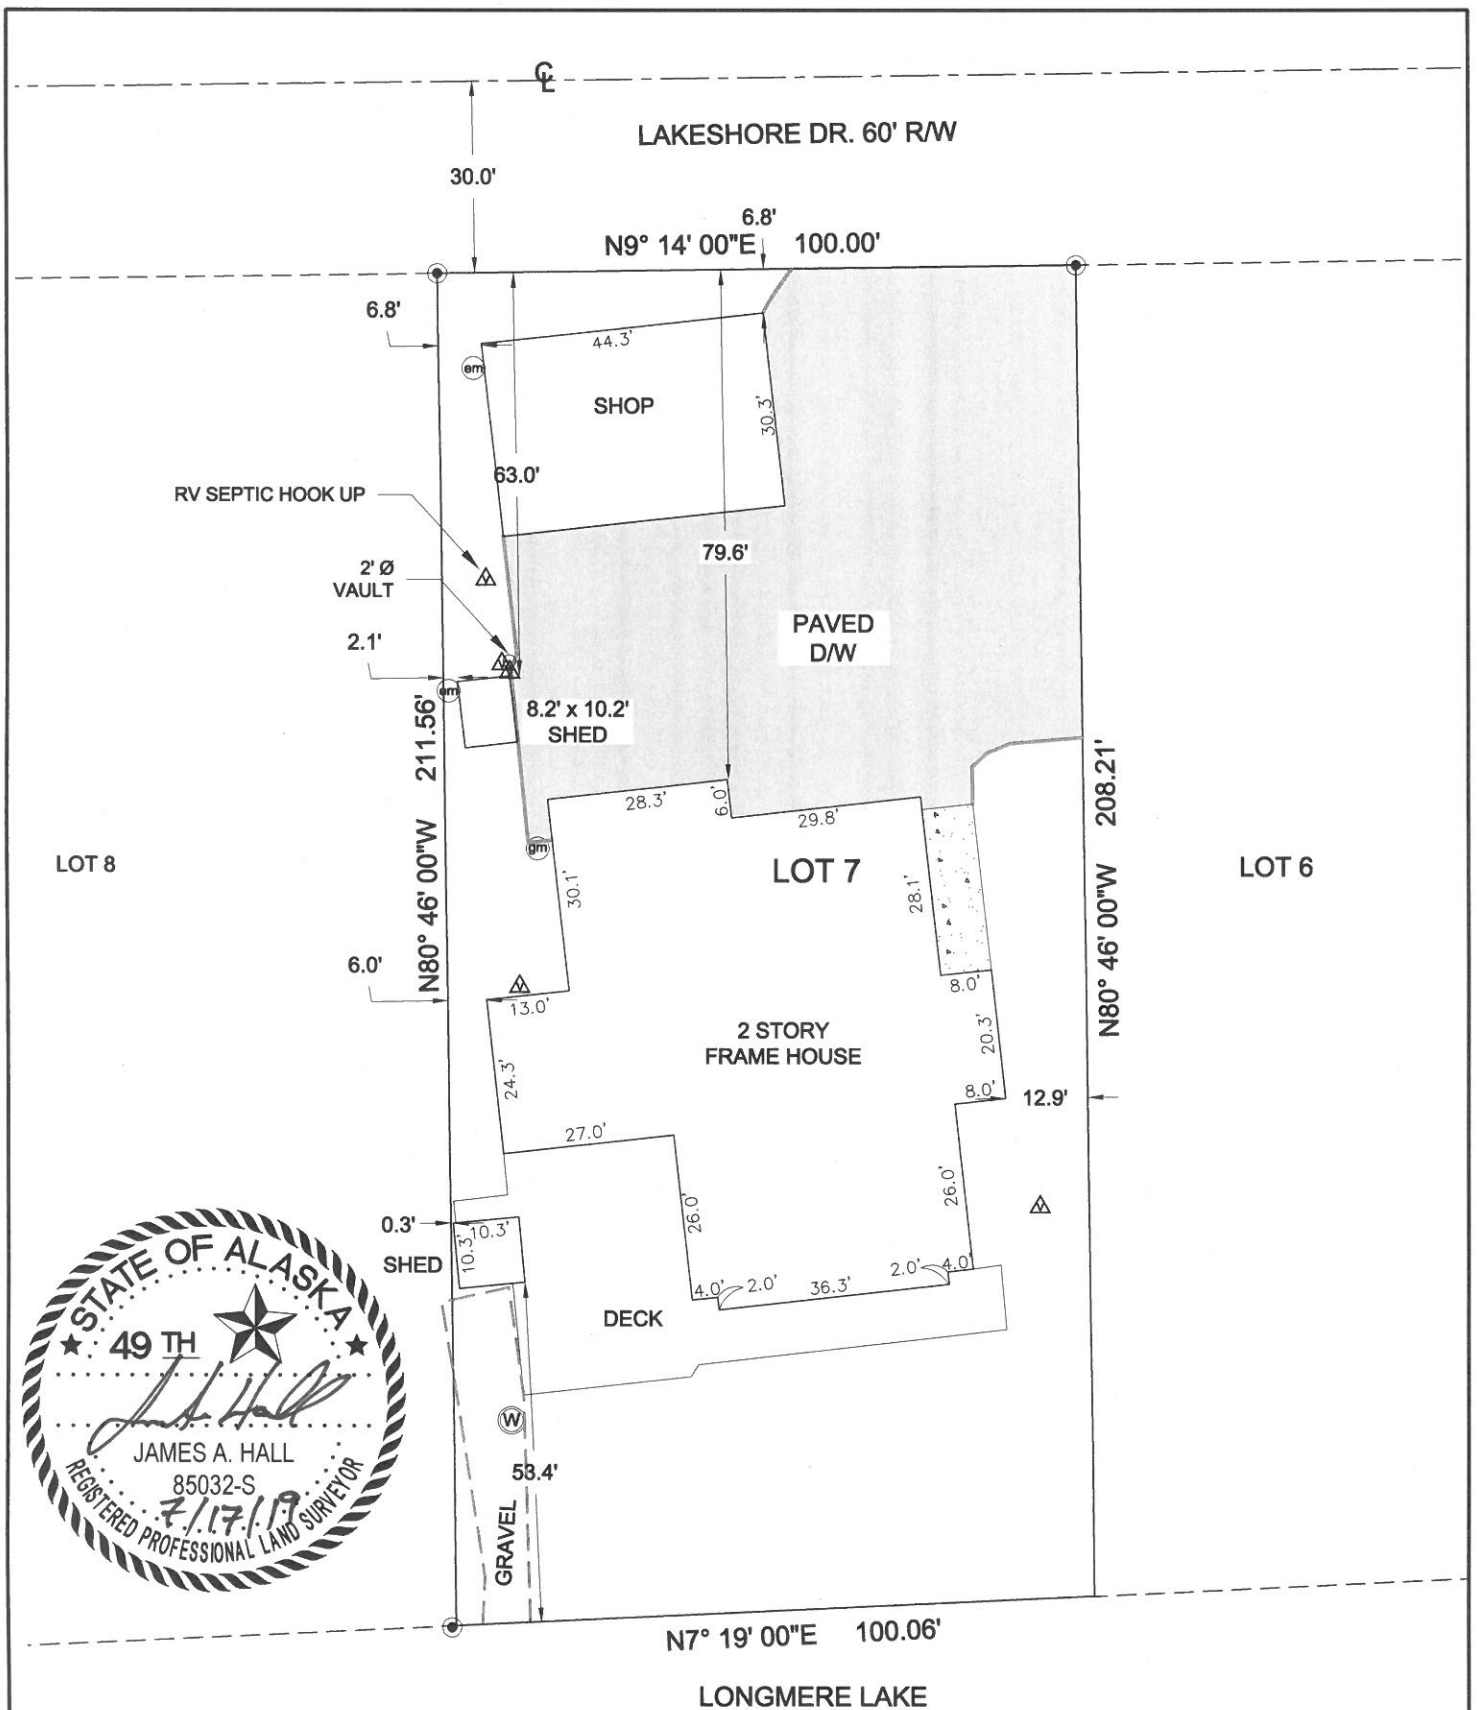 ℄
LAKESHORE DR. 60' R/W
30.0'
6.8'
N9° 14' 00"E 100.00'
6.8'
44.3'
em
SHOP
30.3'
63.0'
RV SEPTIC HOOK UP
V
79.6'
2' Ø
VAULT
PAVED
D/W
2.1'
V
em
8.2' x 10.2'
SHED
N80° 46' 00"W 211.56'
N80° 46' 00"W 208.21'
28.3'
6.0'
29.8'
gm
LOT 8
LOT 7
LOT 6
30.1'
28.1'
6.0'
V
13.0'
8.0'
2 STORY
FRAME HOUSE
20.3'
24.3'
8.0'
12.9'
27.0'
26.0'
26.0'
V
0.3'
10.3'
10.3'
SHED
4.0'
2.0'
36.3'
2.0'
4.0'
DECK
STATE OF ALASKA
49 TH
JAMES A. HALL
85032-S
7/17/19
REGISTERED PROFESSIONAL LAND SURVEYOR
W
53.4'
GRAVEL
N7° 19' 00"E 100.06'
LONGMERE LAKE